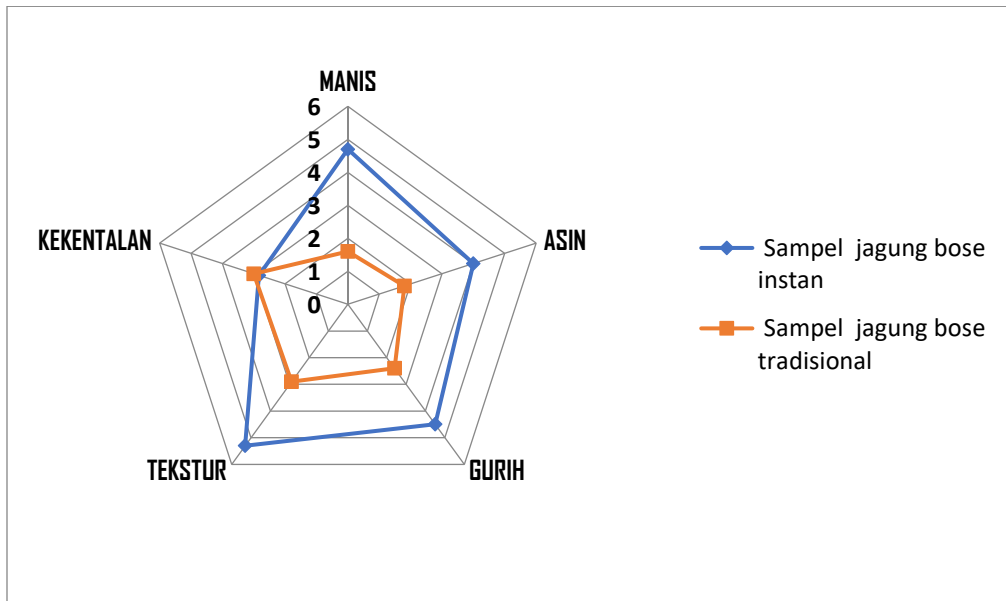 MANIS
6
5
4
3
2
1
0
KEKENTALAN
ASIN
TEKSTUR
GURIH
Sampel jagung bose
instan
Sampel jagung bose
tradisional